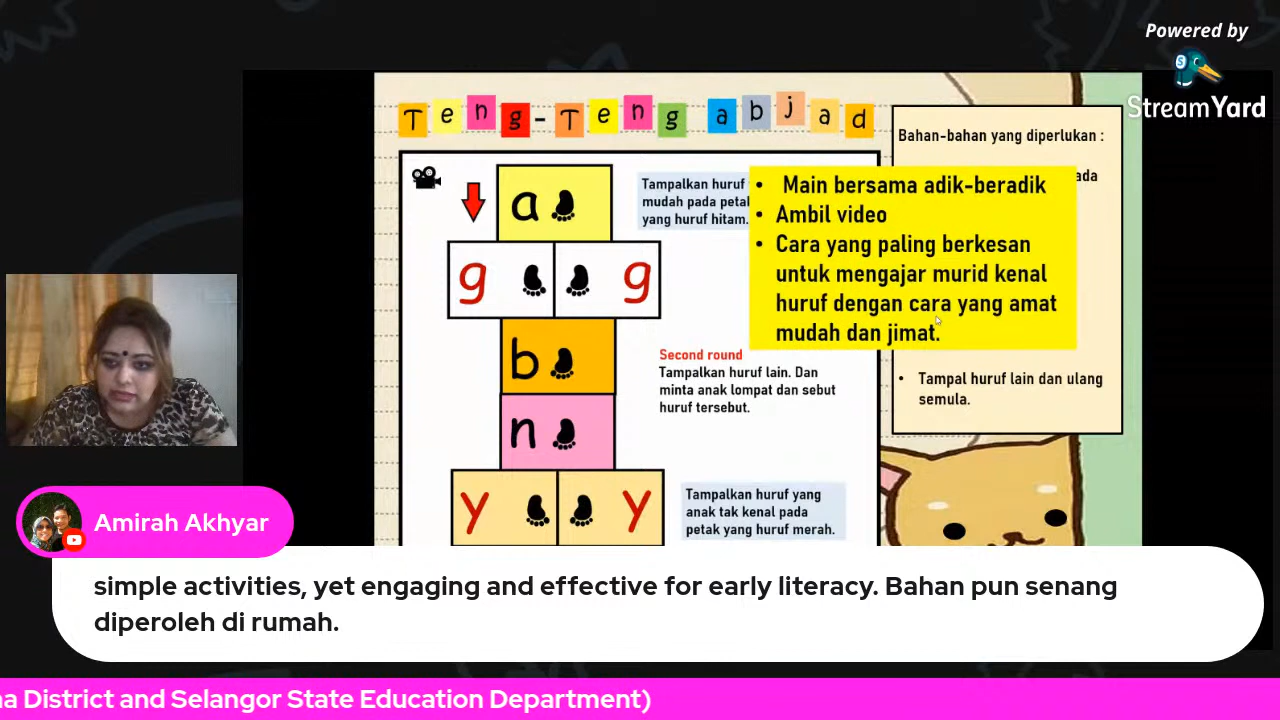 Powered by
StreamYard
Teng-Teng abjad
Bahan-bahan yang diperlukan :
a
g g
b
n
y y
Tampalkan huruf
mudah pada petak
yang huruf hitam.
• Main bersama adik-beradik
• Ambil video
• Cara yang paling berkesan
untuk mengajar murid kenal
huruf dengan cara yang amat
mudah dan jimat.
Second round
Tampalkan huruf lain. Dan
minta anak lompat dan sebut
huruf tersebut.
• Tampal huruf lain dan ulang
semula.
Tampalkan huruf yang
anak tak kenal pada
petak yang huruf merah.
Amirah Akhyar
simple activities, yet engaging and effective for early literacy. Bahan pun senang
diperoleh di rumah.
District and Selangor State Education Department)